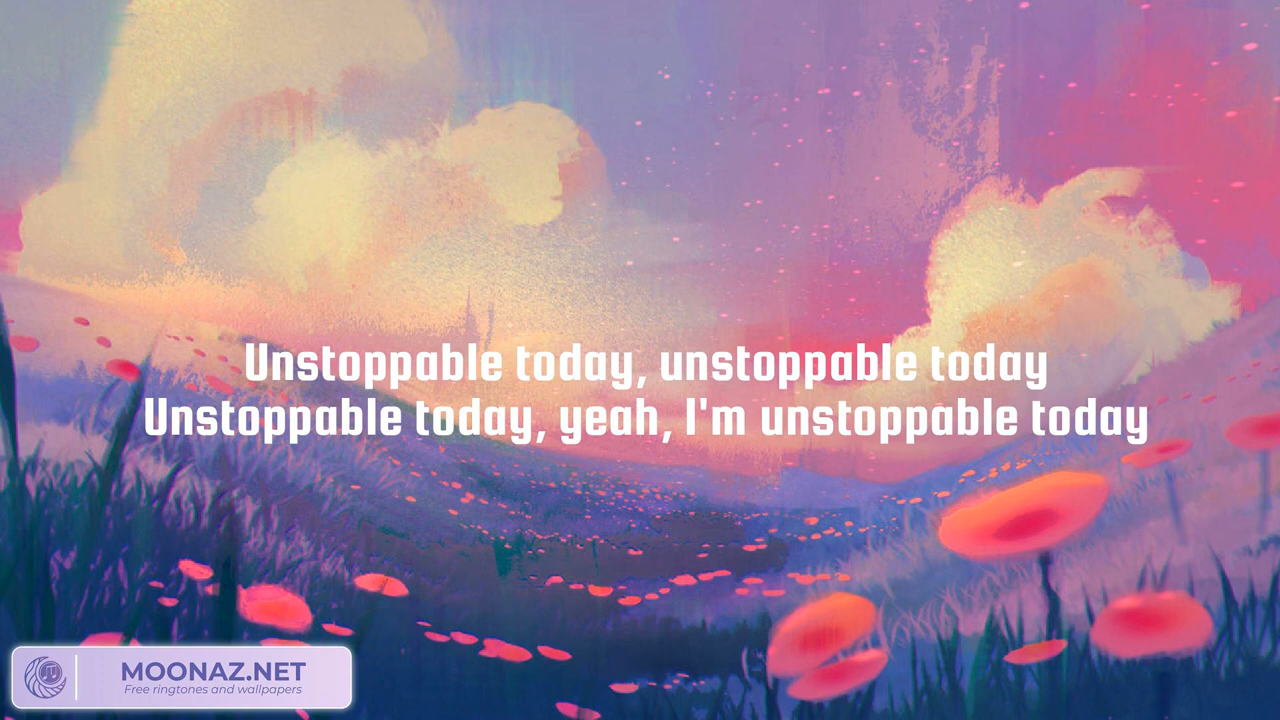 Unstoppable today, unstoppable today
Unstoppable today, yeah, I'm unstoppable today
MOONAZ.NET
Free ringtones and wallpapers